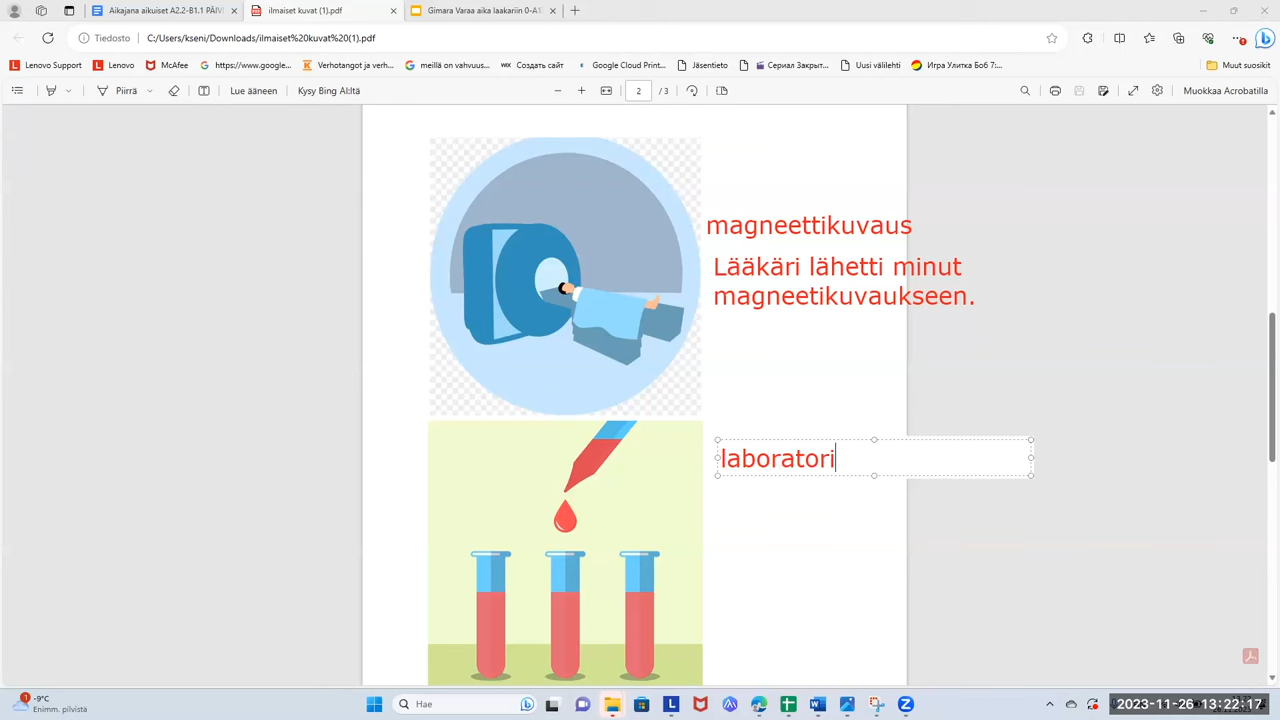 Aikajana aikuiset A2.2-B1.1 PÄIV
ilmaiset kuvat (1).pdf
Gimara Varaa aika laakariin 0-A1
Tiedosto
C:/Users/kseni/Downloads/ilmaiset%20kuvat%20(1).pdf
Lenovo Support
Lenovo
McAfee
https://www.google...
Verhotangot ja verh...
meillä on vahvuus...
Создать сайт
Google Cloud Print...
Jäsentieto
Сериал Закрыт...
Uusi välilehti
Игра Улитка Боб 7:...
Muut suosikit
Piirrä
Lue ääneen
Kysy Bing AI:ltä
2 / 3
Muokkaa Acrobatilla
magneettikuvaus
Lääkäri lähetti minut
magneetikuvaukseen.
laboratori
-9°C
Enimm. pilvistä
Hae
2023-11-26 13:22:17